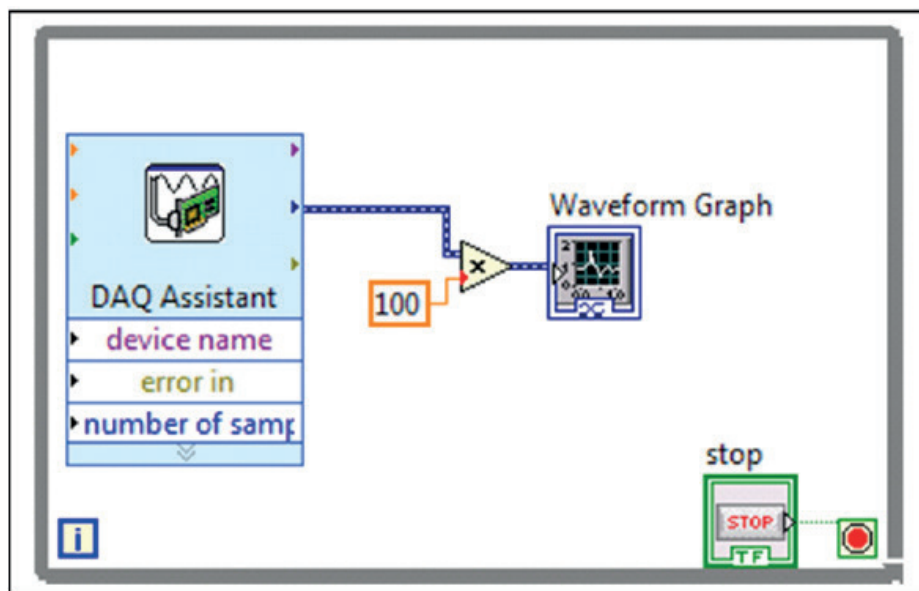 DAQ Assistant
device name
error in
number of samp
100
Waveform Graph
stop
STOP
TF
i